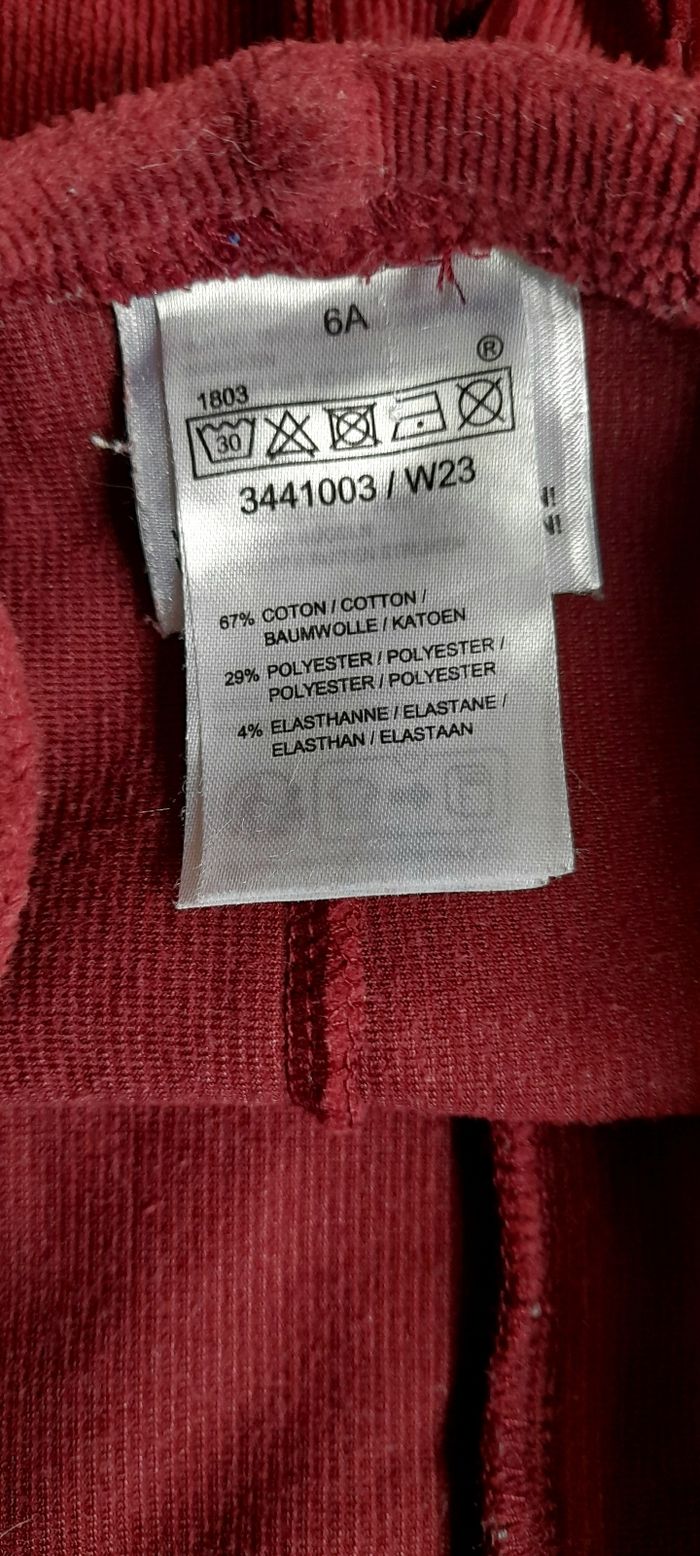 6A
®
1803
30
3441003 / W23
67% COTON / COTTON /
BAUMWOLLE / KATOEN
29% POLYESTER / POLYESTER /
POLYESTER / POLYESTER
4% ELASTHANNE / ELASTANE /
ELASTHAN / ELASTAAN